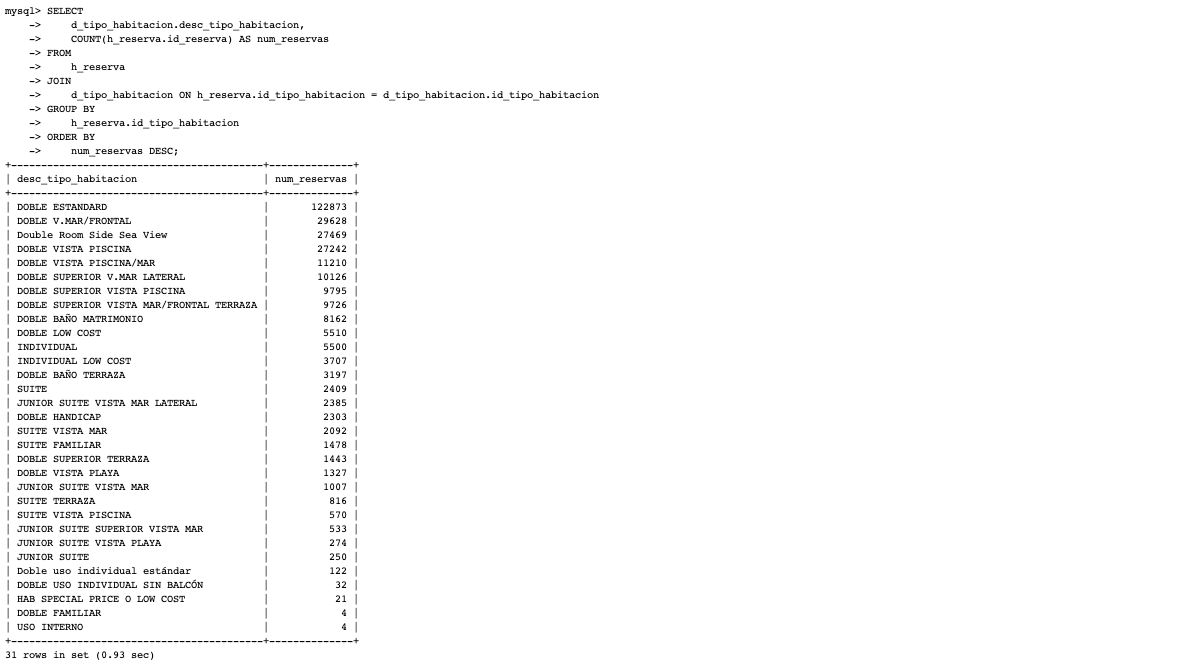 mysql> SELECT
    ->     d_tipo_habitacion.desc_tipo_habitacion,
    ->     COUNT(h_reserva.id_reserva) AS num_reservas
    -> FROM
    ->     h_reserva
    -> JOIN
    ->     d_tipo_habitacion ON h_reserva.id_tipo_habitacion = d_tipo_habitacion.id_tipo_habitacion
    -> GROUP BY
    ->     h_reserva.id_tipo_habitacion
    -> ORDER BY
    ->     num_reservas DESC;
+------------------------------------------+--------------+
| desc_tipo_habitacion                     | num_reservas |
+------------------------------------------+--------------+
| DOBLE ESTANDARD                          |       122873 |
| DOBLE V.MAR/FRONTAL                      |        29628 |
| Double Room Side Sea View                |        27469 |
| DOBLE VISTA PISCINA                      |        27242 |
| DOBLE VISTA PISCINA/MAR                  |        11210 |
| DOBLE SUPERIOR V.MAR LATERAL             |        10126 |
| DOBLE SUPERIOR VISTA PISCINA             |         9795 |
| DOBLE SUPERIOR VISTA MAR/FRONTAL TERRAZA |         9726 |
| DOBLE BAÑO MATRIMONIO                    |         8162 |
| DOBLE LOW COST                           |         5510 |
| INDIVIDUAL                               |         5500 |
| INDIVIDUAL LOW COST                      |         3707 |
| DOBLE BAÑO TERRAZA                       |         3197 |
| SUITE                                    |         2409 |
| JUNIOR SUITE VISTA MAR LATERAL           |         2385 |
| DOBLE HANDICAP                           |         2303 |
| SUITE VISTA MAR                          |         2092 |
| SUITE FAMILIAR                           |         1478 |
| DOBLE SUPERIOR TERRAZA                   |         1443 |
| DOBLE VISTA PLAYA                        |         1327 |
| JUNIOR SUITE VISTA MAR                   |         1007 |
| SUITE TERRAZA                            |          816 |
| SUITE VISTA PISCINA                      |          570 |
| JUNIOR SUITE SUPERIOR VISTA MAR          |          533 |
| JUNIOR SUITE VISTA PLAYA                 |          274 |
| JUNIOR SUITE                             |          250 |
| Doble uso individual estándar            |          122 |
| DOBLE USO INDIVIDUAL SIN BALCÓN          |           32 |
| HAB SPECIAL PRICE O LOW COST             |           21 |
| DOBLE FAMILIAR                           |            4 |
| USO INTERNO                              |            4 |
+------------------------------------------+--------------+
31 rows in set (0.93 sec)